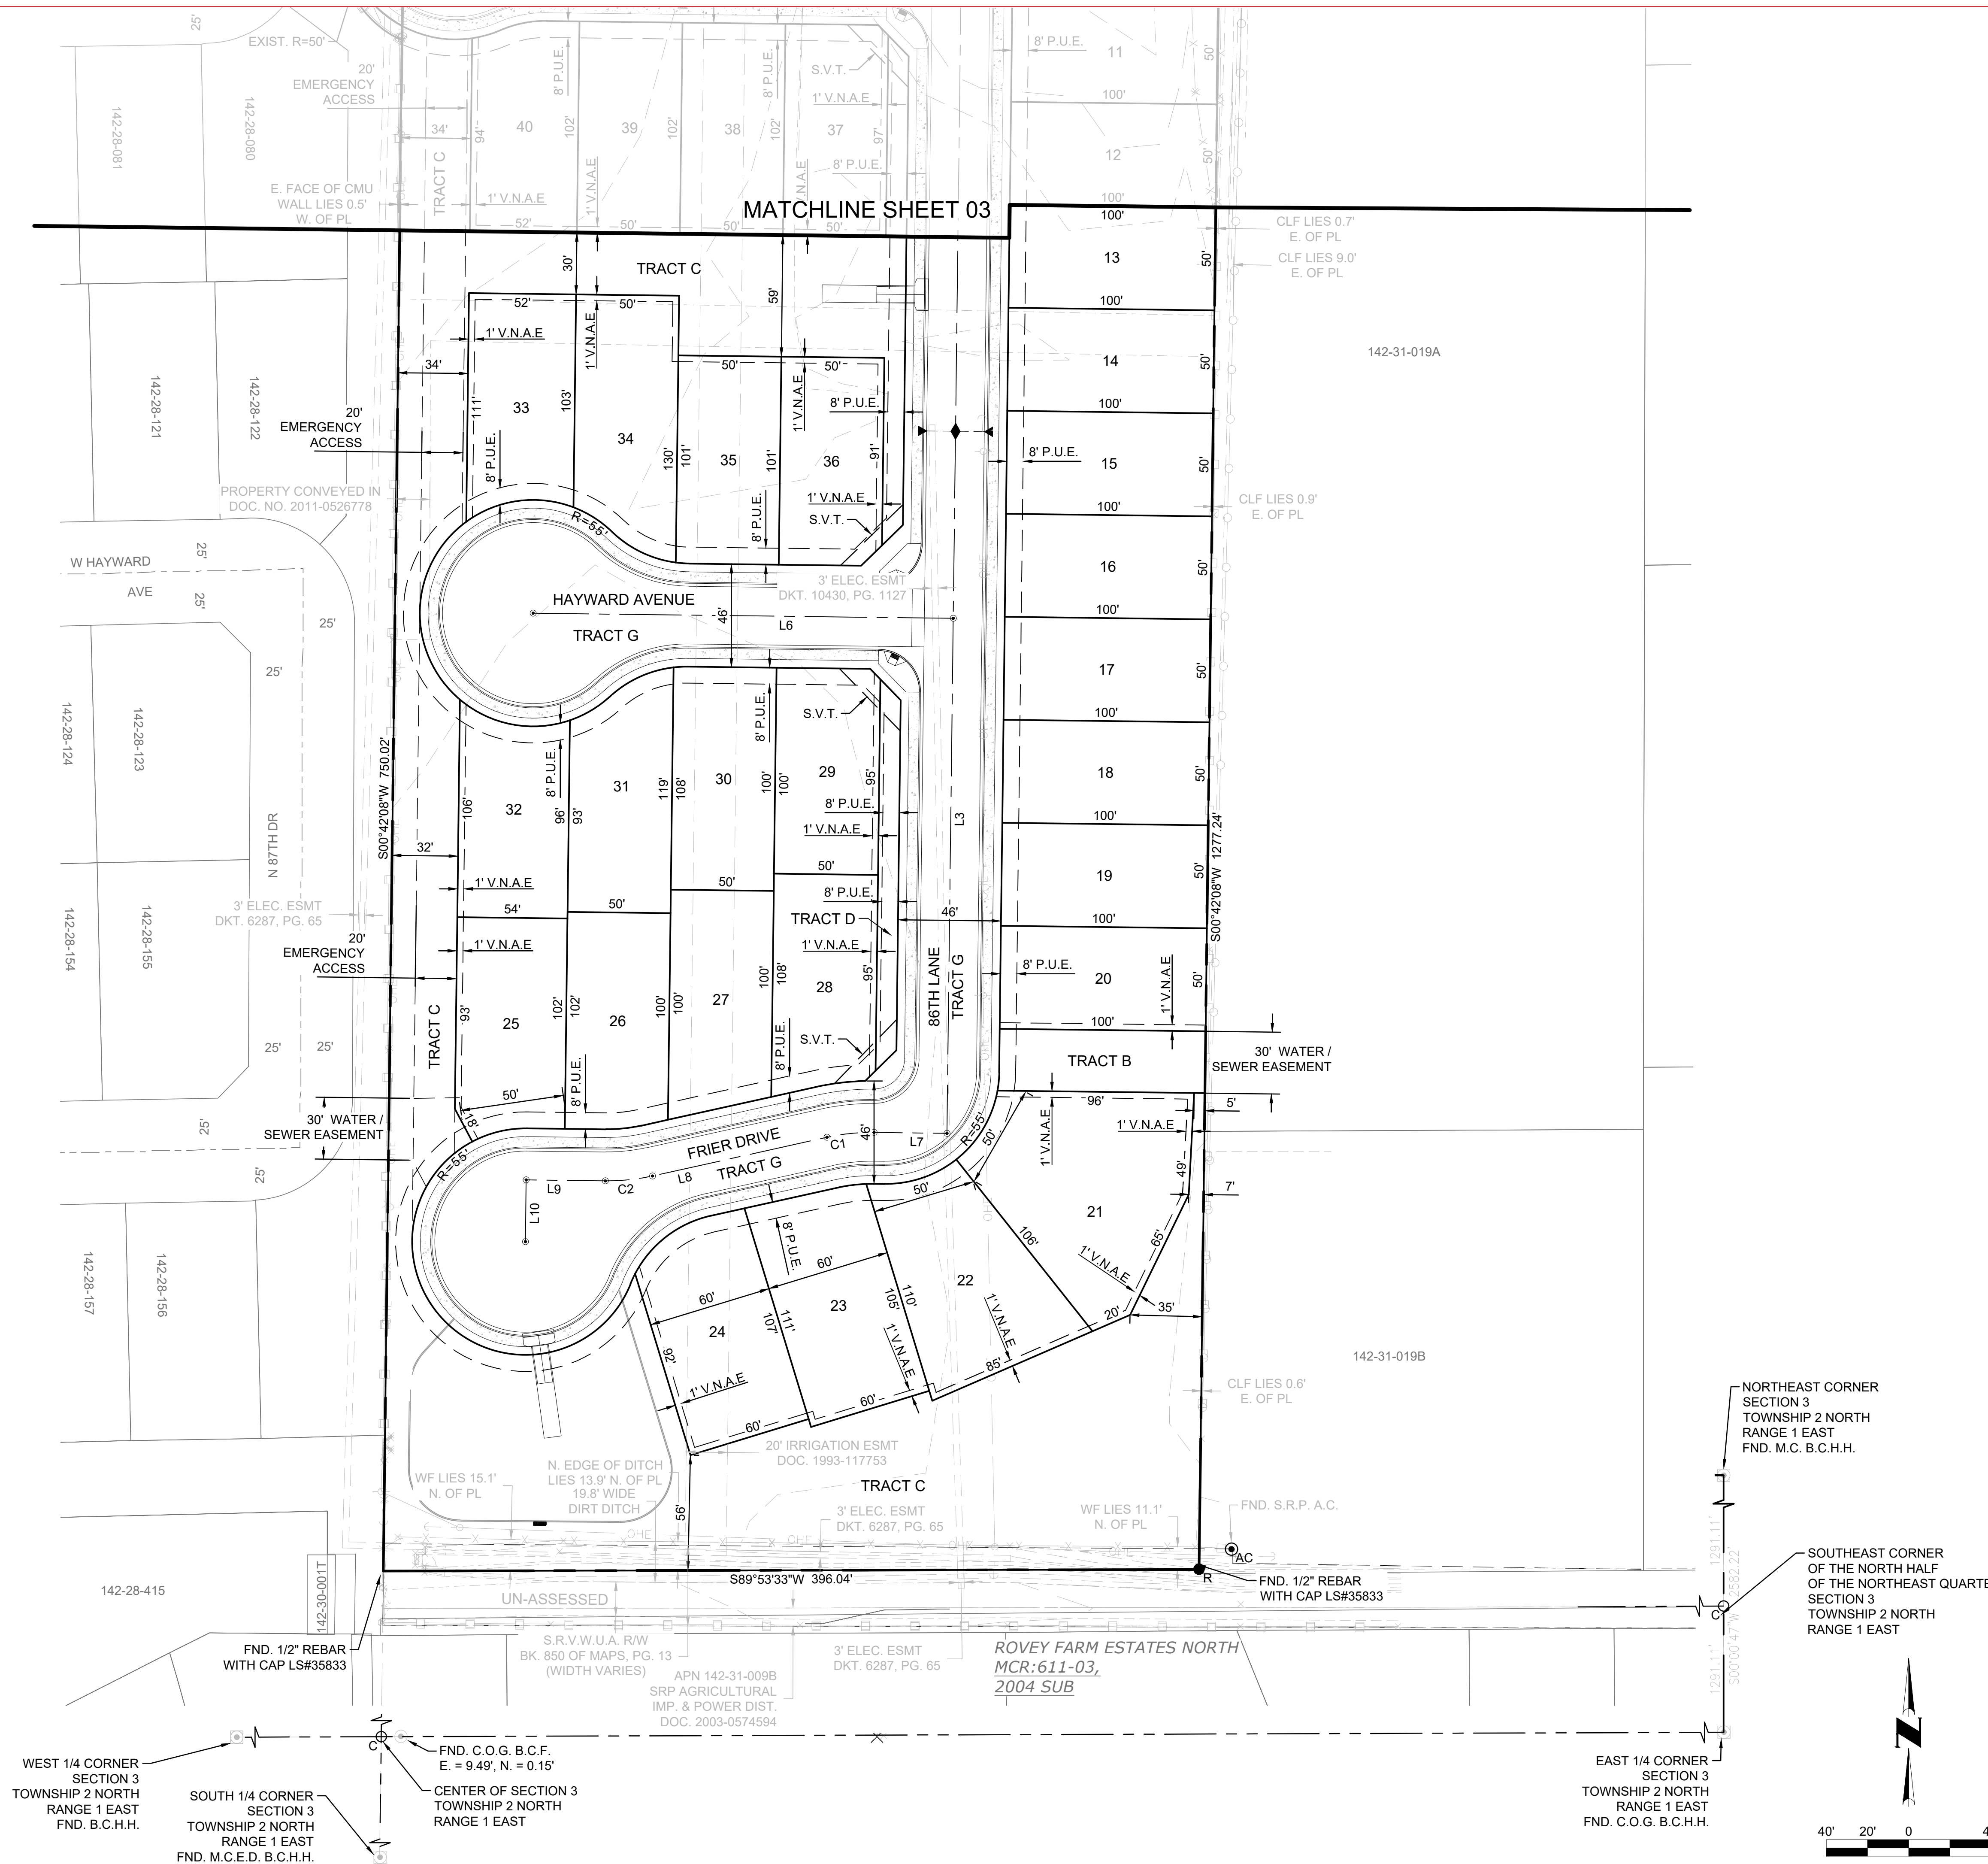 25'
EXIST. R=50'
20'
EMERGENCY
ACCESS
142-28-081
142-28-080
34'
94'
TRACT C
E. FACE OF CMU
WALL LIES 0.5'
W. OF PL
8' P.U.E.
40
102'
39
102'
38
102'
37
97'
8' P.U.E.
S.V.T.
1' V.N.A.E
8' P.U.E.
1' V.N.A.E
1' V.N.A.E
V.N.A.E
52'
50'
50'
50'
8' P.U.E.
11
50'
100'
12
50'
100'
MATCHLINE SHEET 03
100'
CLF LIES 0.7'
E. OF PL
CLF LIES 9.0'
E. OF PL
13
50'
100'
30'
TRACT C
59'
52'
50'
1' V.N.A.E
1' V.N.A.E
34'
50'
50'
1' V.N.A.E
8' P.U.E.
14
50'
100'
142-31-019A
142-28-121
142-28-122
20'
EMERGENCY
ACCESS
111'
33
103'
34
130'
101'
35
101'
36
91'
8' P.U.E.
8' P.U.E.
1' V.N.A.E
S.V.T.
8' P.U.E.
15
50'
100'
PROPERTY CONVEYED IN
DOC. NO. 2011-0526778
R=55'
CLF LIES 0.9'
E. OF PL
W HAYWARD
AVE
25'
25'
25'
16
50'
100'
3' ELEC. ESMT
DKT. 10430, PG. 1127
HAYWARD AVENUE
TRACT G
46'
L6
25'
17
50'
100'
142-28-124
142-28-123
S00°42'08"W 750.02'
8' P.U.E.
S.V.T.
32
106'
8' P.U.E.
96'
93'
31
119'
108'
30
100'
100'
29
95'
8' P.U.E.
1' V.N.A.E
L3
18
50'
100'
N 87TH DR
32'
1' V.N.A.E
54'
50'
50'
50'
19
50'
100'
S00°42'08"W 1277.24'
3' ELEC. ESMT
DKT. 6287, PG. 65
142-28-154
142-28-155
20'
EMERGENCY
ACCESS
1' V.N.A.E
8' P.U.E.
TRACT D
1' V.N.A.E
46'
86TH LANE
TRACT G
8' P.U.E.
20
1' V.N.A.E
50'
100'
TRACT C
93'
25
102'
102'
26
100'
100'
27
100'
108'
28
95'
S.V.T.
8' P.U.E.
8' P.U.E.
50'
18'
25'
25'
TRACT B
30' WATER /
SEWER EASEMENT
30' WATER /
SEWER EASEMENT
25'
25'
96'
5'
1' V.N.A.E
1' V.N.A.E
R=55'
FRIER DRIVE
TRACT G
C1
46'
L7
R=55'
50'
L9
C2
L8
L10
50'
49'
7'
21
106'
65'
1' V.N.A.E
20'
35'
142-28-157
142-28-156
8' P.U.E.
60'
60'
22
110'
105'
23
111'
107'
24
92'
1' V.N.A.E
1' V.N.A.E
1' V.N.A.E
85'
60'
60'
142-31-019B
CLF LIES 0.6'
E. OF PL
NORTHEAST CORNER
SECTION 3
TOWNSHIP 2 NORTH
RANGE 1 EAST
FND. M.C. B.C.H.H.
20' IRRIGATION ESMT
DOC. 1993-117753
N. EDGE OF DITCH
LIES 13.9' N. OF PL
19.8' WIDE
DIRT DITCH
WF LIES 15.1'
N. OF PL
TRACT C
3' ELEC. ESMT
DKT. 6287, PG. 65
WF LIES 11.1'
N. OF PL
FND. S.R.P. A.C.
56'
OHE
OHE
AC
1291.11'
SOUTHEAST CORNER
OF THE NORTH HALF
OF THE NORTHEAST QUARTE
SECTION 3
TOWNSHIP 2 NORTH
RANGE 1 EAST
C
142-28-415
142-30-001T
S89°53'33"W 396.04'
R
FND. 1/2" REBAR
WITH CAP LS#35833
UN-ASSESSED
FND. 1/2" REBAR
WITH CAP LS#35833
S.R.V.W.U.A. R/W
BK. 850 OF MAPS, PG. 13
(WIDTH VARIES)
APN 142-31-009B
SRP AGRICULTURAL
IMP. & POWER DIST.
DOC. 2003-0574594
3' ELEC. ESMT
DKT. 6287, PG. 65
ROVEY FARM ESTATES NORTH
MCR:611-03,
2004 SUB
1291.11'
C
FND. C.O.G. B.C.F.
E. = 9.49', N. = 0.15'
WEST 1/4 CORNER
SECTION 3
TOWNSHIP 2 NORTH
RANGE 1 EAST
FND. B.C.H.H.
SOUTH 1/4 CORNER
SECTION 3
TOWNSHIP 2 NORTH
RANGE 1 EAST
FND. M.C.E.D. B.C.H.H.
CENTER OF SECTION 3
TOWNSHIP 2 NORTH
RANGE 1 EAST
EAST 1/4 CORNER
SECTION 3
TOWNSHIP 2 NORTH
RANGE 1 EAST
FND. C.O.G. B.C.H.H.
N
40' 20' 0 4